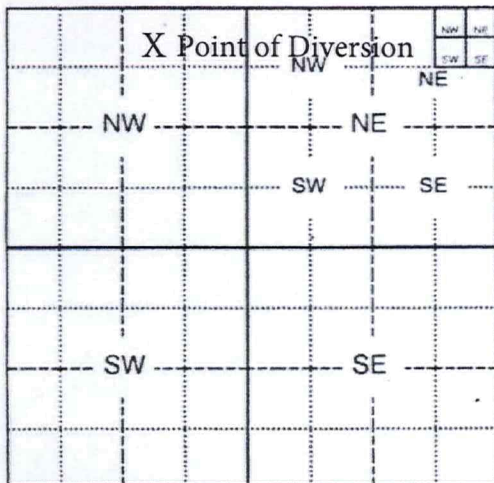 NW NE
X Point of Diversion
SW SE
NW
NE
NW
NE
SW
SE
SW
SE